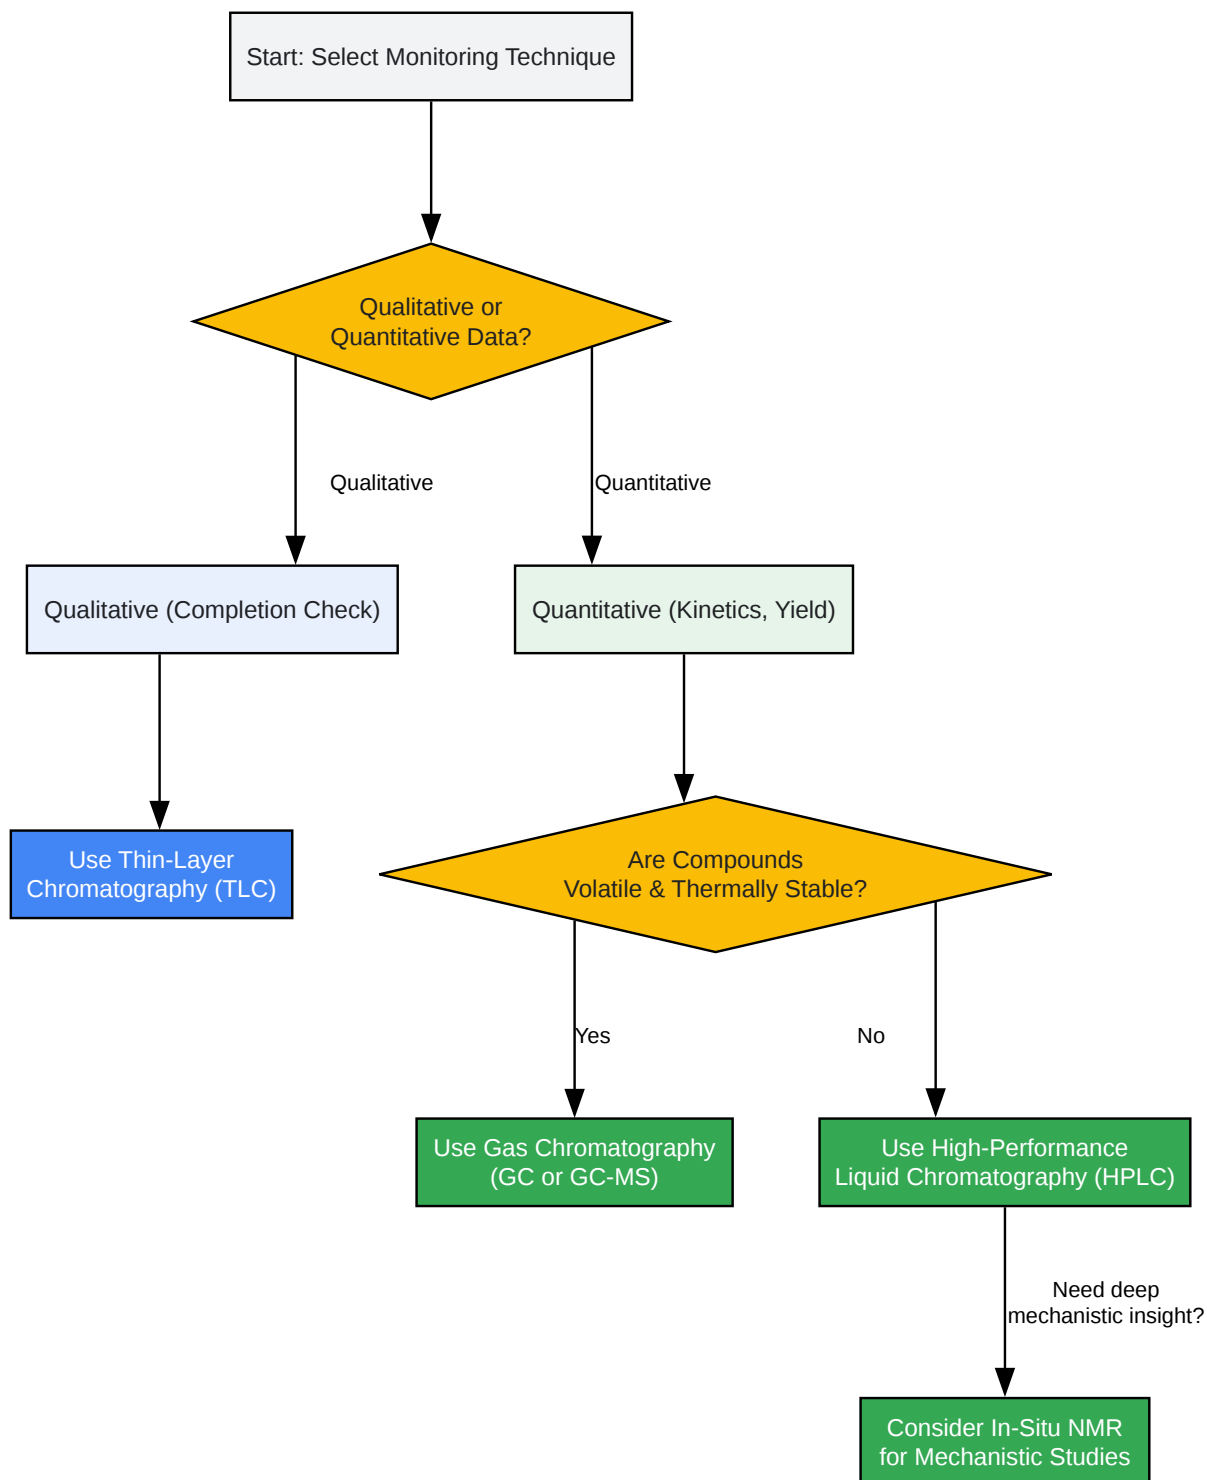 Start: Select Monitoring Technique
Qualitative or
Quantitative Data?
Qualitative
Quantitative
Qualitative (Completion Check)
Quantitative (Kinetics, Yield)
Use Thin-Layer
Chromatography (TLC)
Are Compounds
Volatile & Thermally Stable?
Yes
No
Use Gas Chromatography
(GC or GC-MS)
Use High-Performance
Liquid Chromatography (HPLC)
Need deep
mechanistic insight?
Consider In-Situ NMR
for Mechanistic Studies